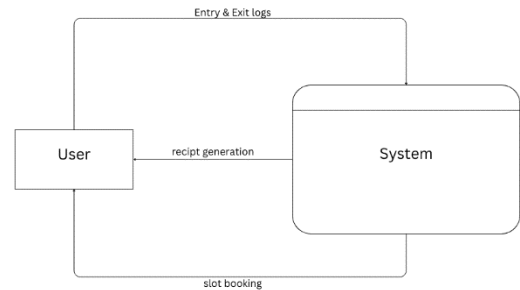 Entry & Exit logs
User
recipt generation
System
slot booking